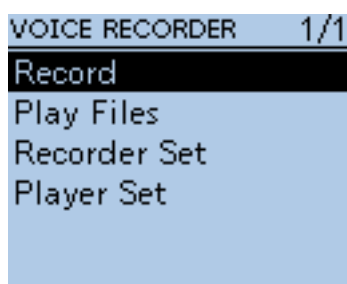 VOICE RECORDER 1/1
Record
Play Files
Recorder Set
Player Set